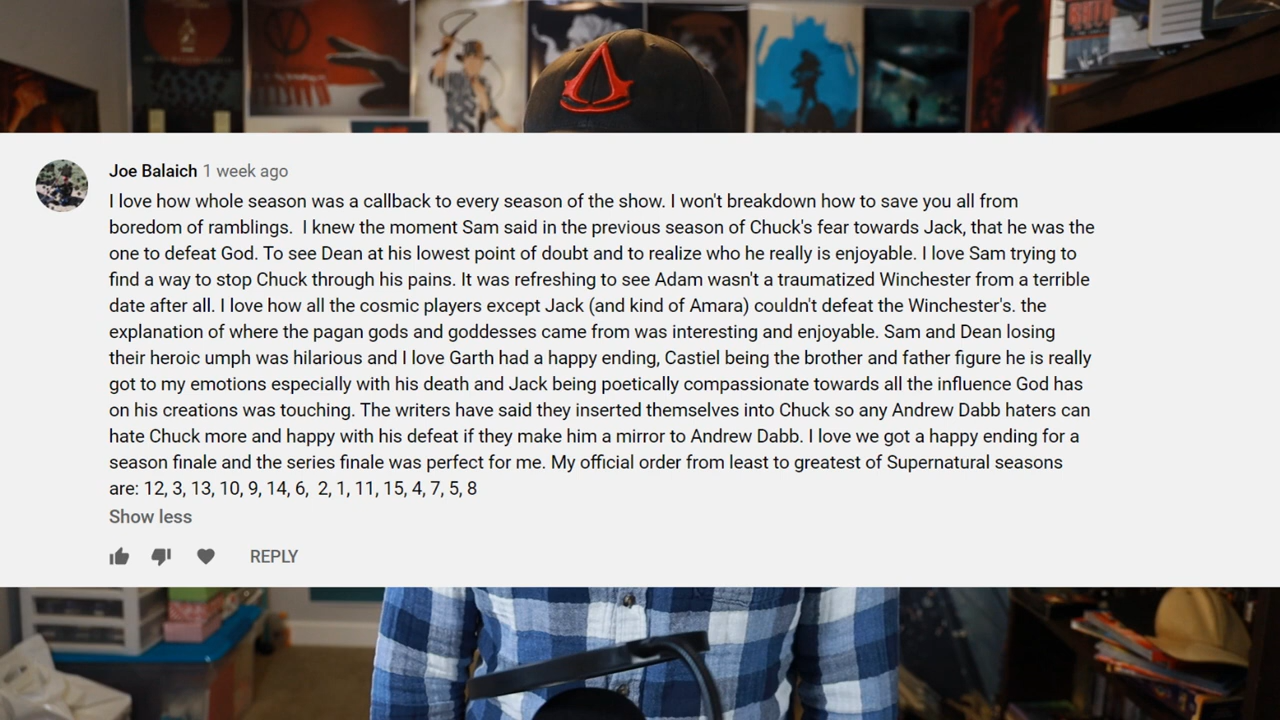 Joe Balaich 1 week ago
I love how whole season was a callback to every season of the show. I won't breakdown how to save you all from
boredom of ramblings.  I knew the moment Sam said in the previous season of Chuck's fear towards Jack, that he was the
one to defeat God. To see Dean at his lowest point of doubt and to realize who he really is enjoyable. I love Sam trying to
find a way to stop Chuck through his pains. It was refreshing to see Adam wasn't a traumatized Winchester from a terrible
date after all. I love how all the cosmic players except Jack (and kind of Amara) couldn't defeat the Winchester's. the
explanation of where the pagan gods and goddesses came from was interesting and enjoyable. Sam and Dean losing
their heroic umph was hilarious and I love Garth had a happy ending, Castiel being the brother and father figure he is really
got to my emotions especially with his death and Jack being poetically compassionate towards all the influence God has
on his creations was touching. The writers have said they inserted themselves into Chuck so any Andrew Dabb haters can
hate Chuck more and happy with his defeat if they make him a mirror to Andrew Dabb. I love we got a happy ending for a
season finale and the series finale was perfect for me. My official order from least to greatest of Supernatural seasons
are: 12, 3, 13, 10, 9, 14, 6,  2, 1, 11, 15, 4, 7, 5, 8
Show less
REPLY